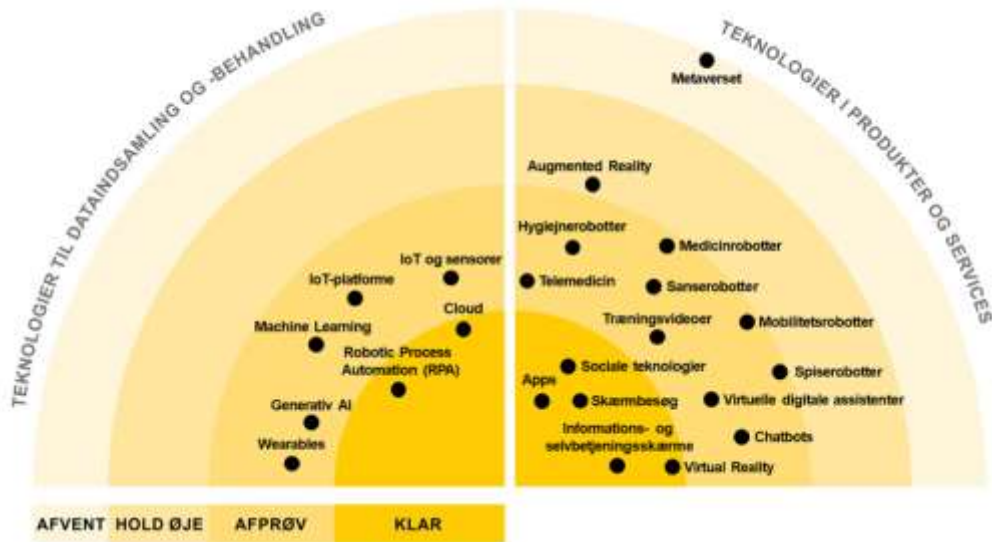 TEKNOLOGIER TIL DATAINDSAMLING OG -BEHANDLING
TEKNOLOGIER I PRODUKTER OG SERVICES
Metaverset
Augmented Reality
Hygiejnerobotter
Medicinrobotter
IoT og sensorer
IoT-platforme
Telemedicin
Sanserobotter
Cloud
Machine Learning
Træningsvideoer
Mobilitetsrobotter
Robotic Process
Automation (RPA)
Sociale teknologier
Spiserobotter
Apps
Skærmbesøg
Virtuelle digitale assistenter
Generativ AI
Informations- og
selvbetjeningsskærme
Chatbots
Wearables
Virtual Reality
AFVENT
HOLD ØJE
AFPRØV
KLAR